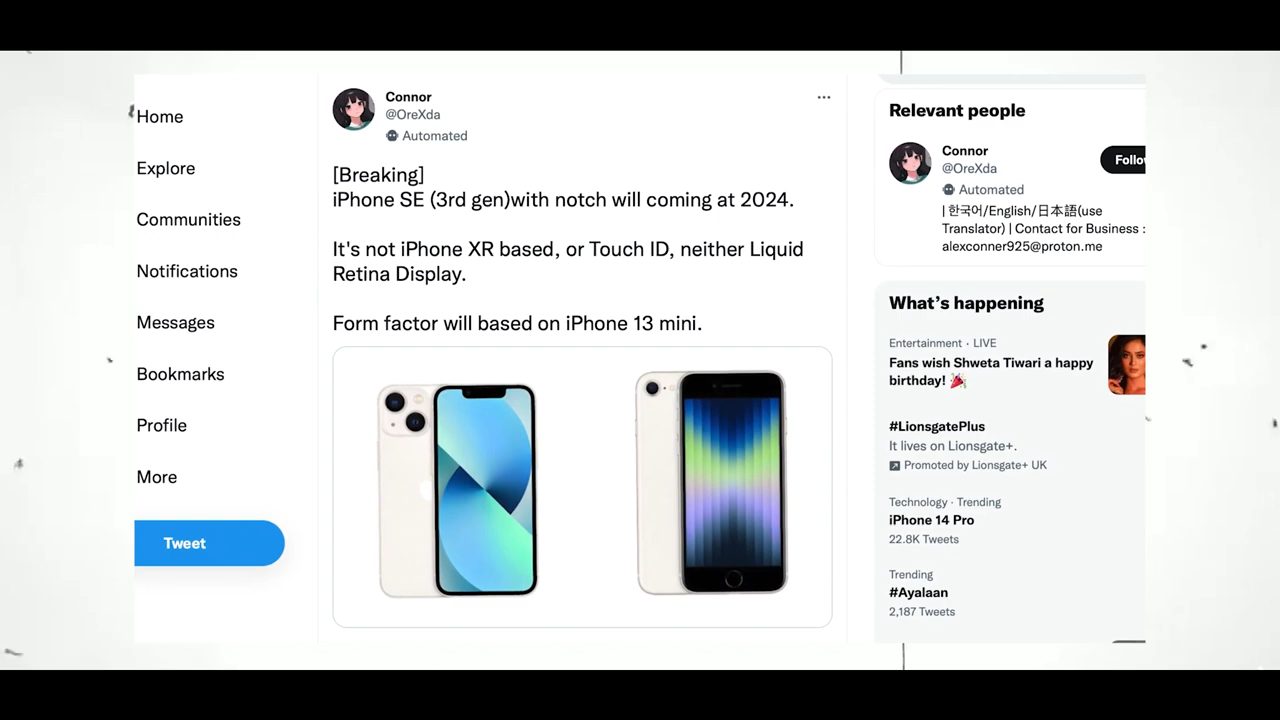 Home
Explore
Communities
Notifications
Messages
Bookmarks
Profile
More
Tweet
Connor
@OreXda
Automated
[Breaking]
iPhone SE (3rd gen)with notch will coming at 2024.
It's not iPhone XR based, or Touch ID, neither Liquid
Retina Display.
Form factor will based on iPhone 13 mini.
Relevant people
Connor
@OreXda
Follo
Automated
| 한국어/English/日本語(use
Translator) | Contact for Business :
alexconner925@proton.me
What's happening
Entertainment · LIVE
Fans wish Shweta Tiwari a happy
birthday! 🎉
#LionsgatePlus
It lives on Lionsgate+.
Promoted by Lionsgate+ UK
Technology · Trending
iPhone 14 Pro
22.8K Tweets
Trending
#Ayalaan
2,187 Tweets